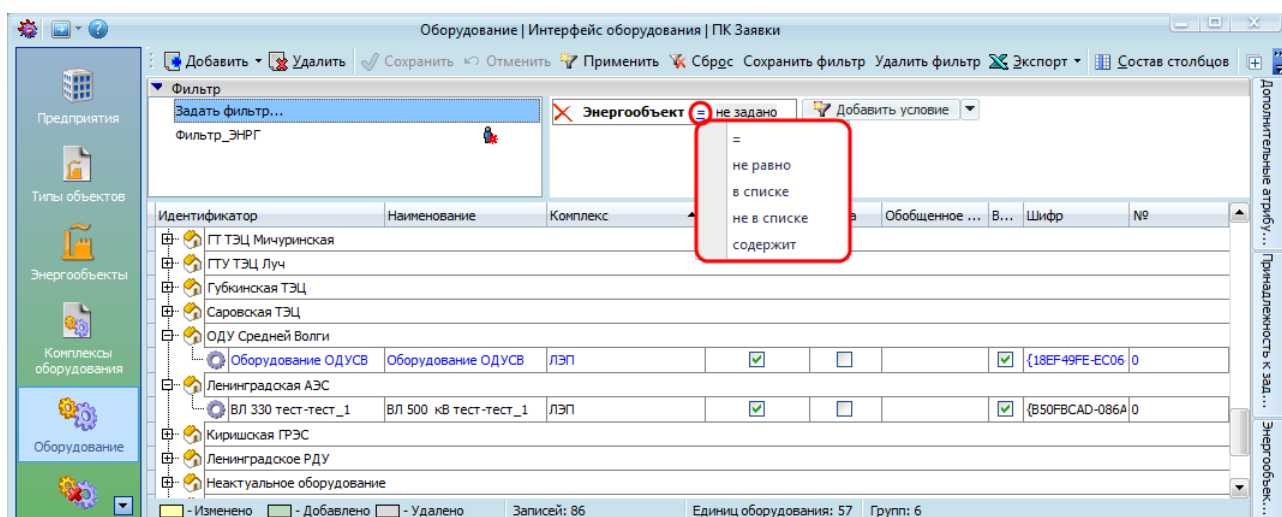 Оборудование | Интерфейс оборудования | ПК Заявки
Добавить Удалить Сохранить Отменить Применить Сброс Сохранить фильтр Удалить фильтр Экспорт Состав столбцов
Фильтр
Задать фильтр...
Фильтр_ЭНРГ
Энергообъект = не задано Добавить условие
=
не равно
в списке
не в списке
содержит
Предприятия
Типы объектов
Энергообъекты
Комплексы
оборудования
Оборудование
Идентификатор Наименование Комплекс Обобщенное ... В... Шифр №
ГТ ТЭЦ Мичуринская
ГТУ ТЭЦ Луч
Губкинская ТЭЦ
Саровская ТЭЦ
ОДУ Средней Волги
Оборудование ОДУСВ Оборудование ОДУСВ ЛЭП {18EF49FE-EC06 0
Ленинградская АЭС
ВЛ 330 тест-тест_1 ВЛ 500 кВ тест-тест_1 ЛЭП {B50FBCAD-086A 0
Киришская ГРЭС
Ленинградское РДУ
Неактуальное оборудование
- Изменено - Добавлено - Удалено Записей: 86 Единиц оборудования: 57 Групп: 6
Дополнительные атрибу...
Принадлежность к зад...
Энергообъек...